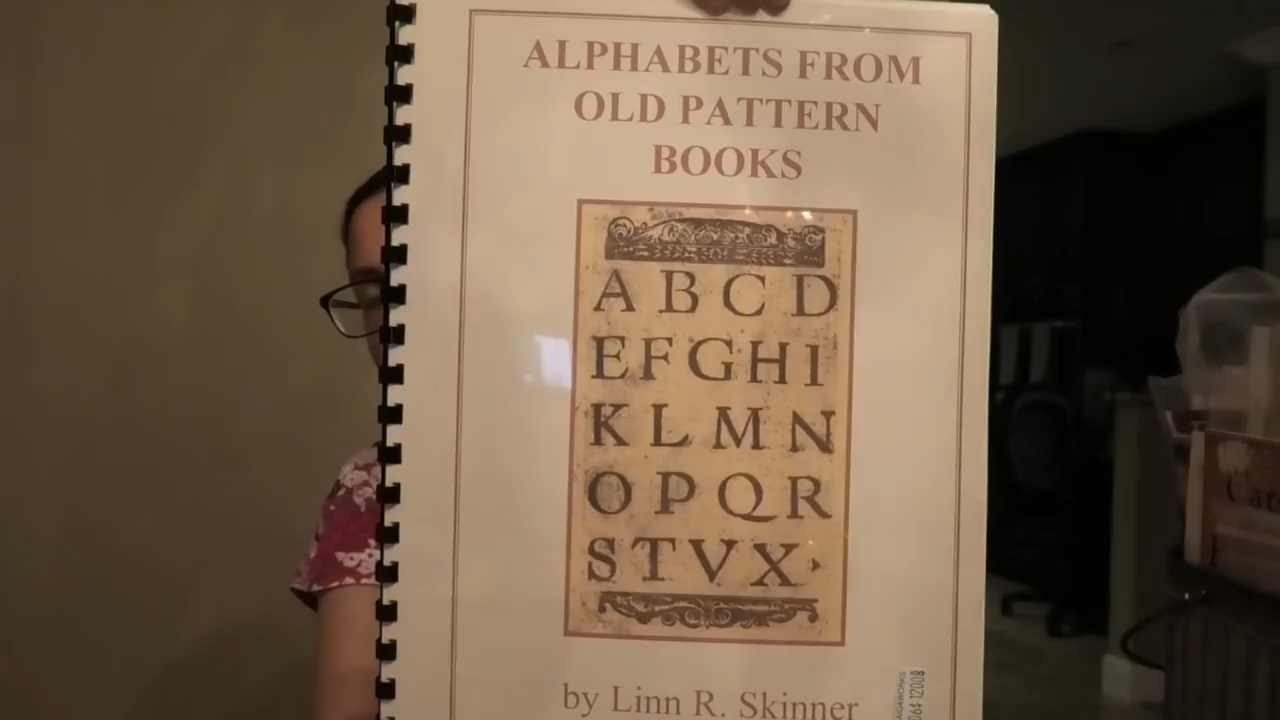 ALPHABETS FROM
OLD PATTERN
BOOKS
A B C D
E F G H I
K L M N
O P Q R
S T V X
by Linn R. Skinner